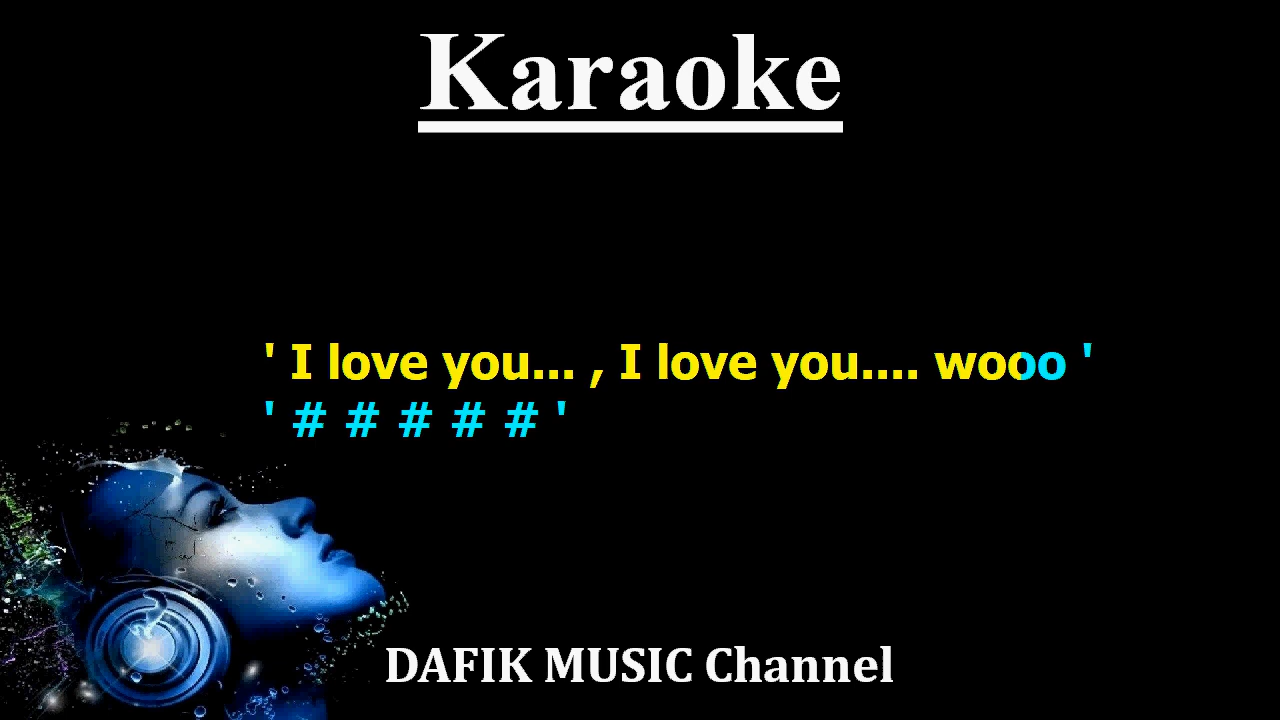 Karaoke
' I love you... , I love you.... wooo '
' # # # # # '
DAFIK MUSIC Channel